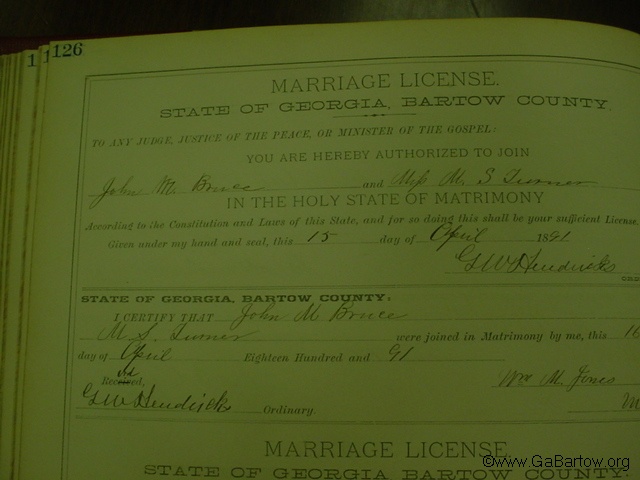 1 1 126
MARRIAGE LICENSE.
STATE OF GEORGIA, BARTOW COUNTY.
TO ANY JUDGE, JUSTICE OF THE PEACE, OR MINISTER OF THE GOSPEL:
YOU ARE HEREBY AUTHORIZED TO JOIN
John M Bruce and Miss M. S Turner
IN THE HOLY STATE OF MATRIMONY
According to the Constitution and Laws of this State, and for so doing this shall be your sufficient License.
Given under my hand and seal, this 15 day of April 1891
G W Hendricks
STATE OF GEORGIA, BARTOW COUNTY:
I CERTIFY THAT John M Bruce
M. S. Turner were joined in Matrimony by me, this
day of April Eighteen Hundred and 91
Wm M. Jones
G W Hendricks Ordinary.
MARRIAGE LICENSE.
STATE OF GEORGIA, BARTOW COUNTY.
©www.GaBartow.org